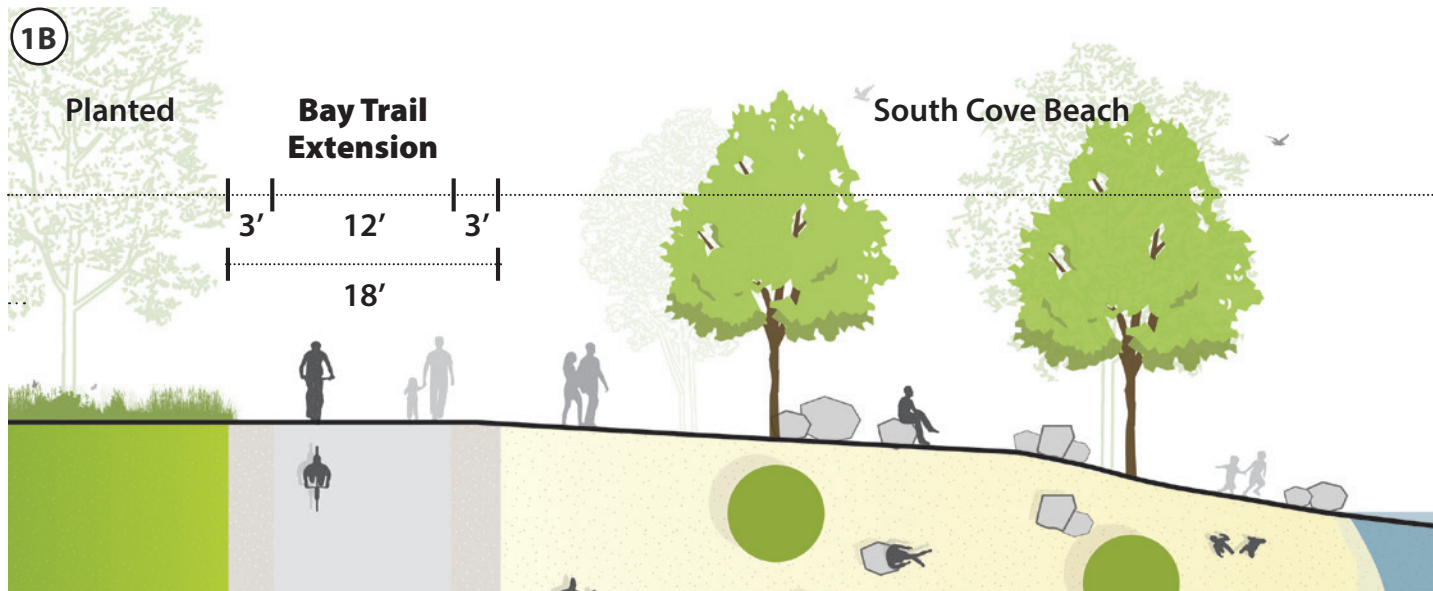 1B
Planted
Bay Trail
Extension
South Cove Beach
3’
12’
3’
18’
...